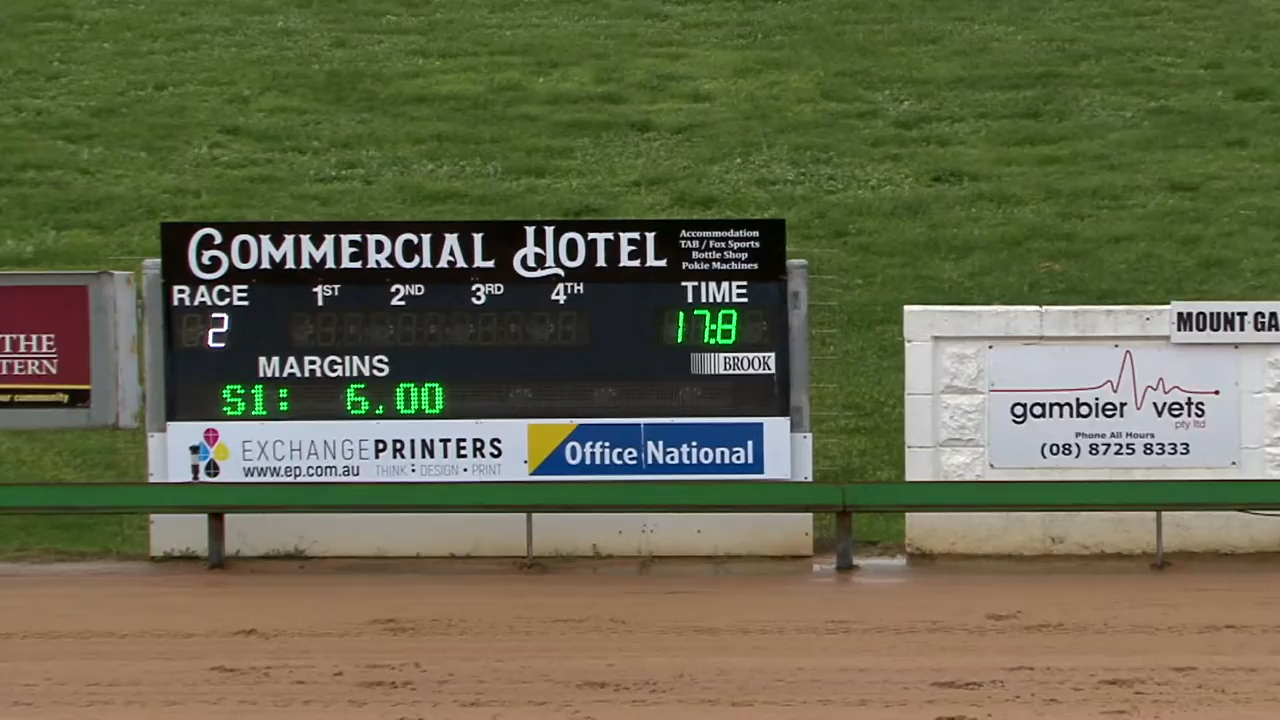 COMMERCIAL HOTEL
Accommodation
TAB / Fox Sports
Bottle Shop
Pokie Machines
RACE 1ST 2ND 3RD 4TH TIME
2 17:8
MARGINS
BROOK
S1: 6.00
EXCHANGEPRINTERS
www.ep.com.au THINK : DESIGN • PRINT
Office National
THE
TERN
community
MOUNT GA
gambier vets
pty ltd
Phone All Hours
(08) 8725 8333